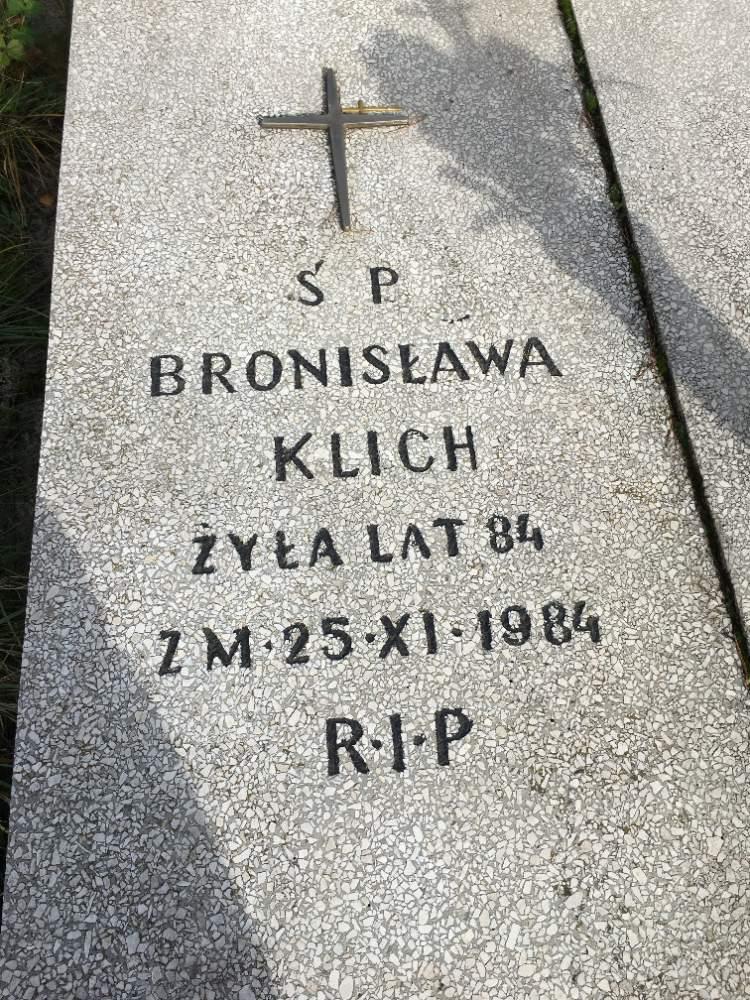 Ś P
BRONISŁAWA
KLICH
ŻYŁA LAT 84
ZM·25·XI·1984
R·I·P